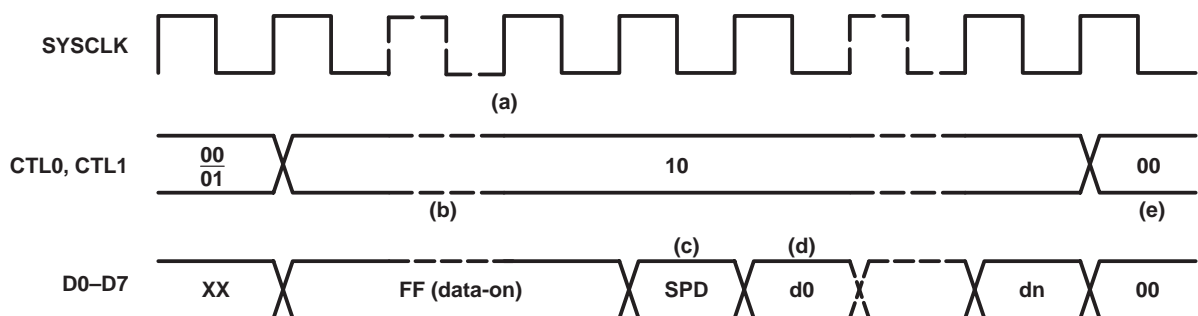 SYSCLK
(a)
00
01
CTL0, CTL1
10
00
(b)
(e)
(c)
(d)
D0–D7
XX
FF (data-on)
SPD
d0
dn
00